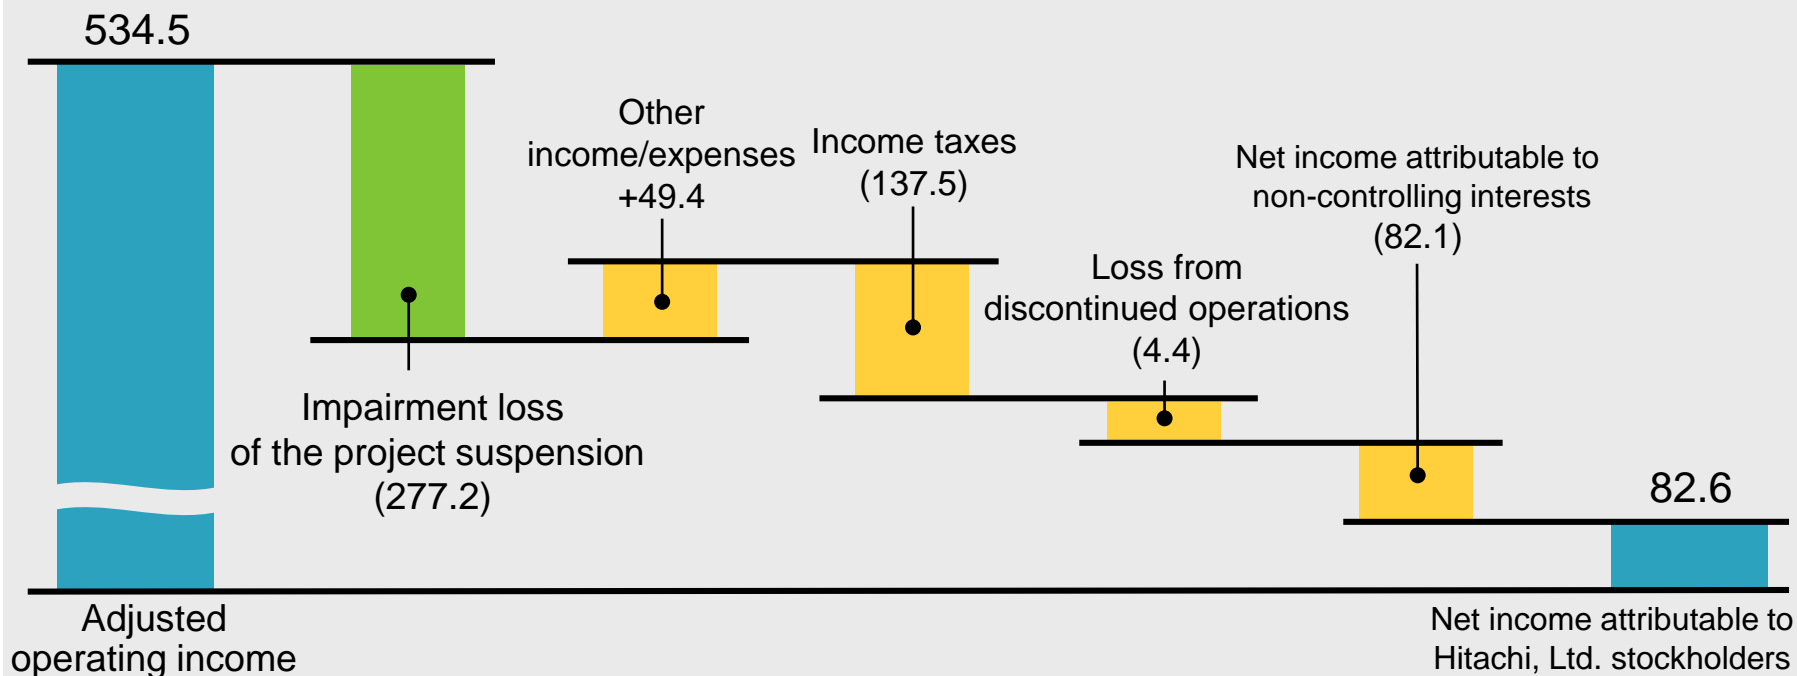 534.5
Other
income/expenses
+49.4
Income taxes
(137.5)
Net income attributable to
non-controlling interests
(82.1)
Loss from
discontinued operations
(4.4)
Impairment loss
of the project suspension
(277.2)
82.6
Adjusted
operating income
Net income attributable to
Hitachi, Ltd. stockholders